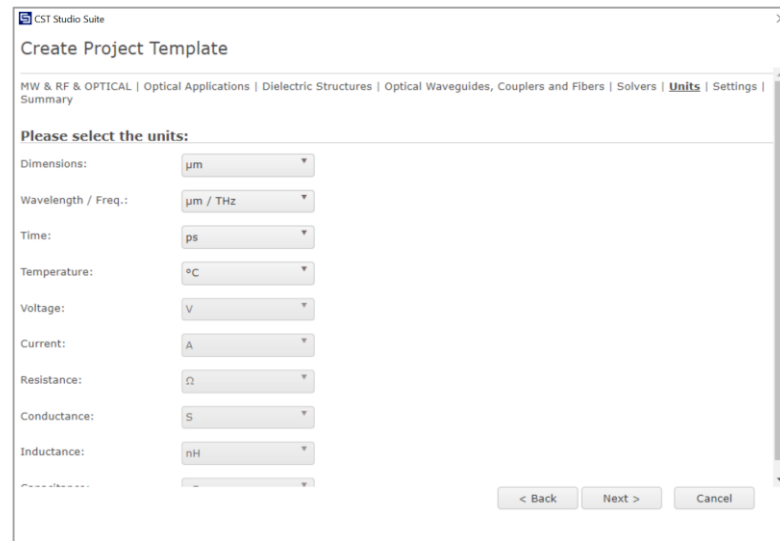 CST Studio Suite
Create Project Template
MW & RF & OPTICAL | Optical Applications | Dielectric Structures | Optical Waveguides, Couplers and Fibers | Solvers | Units | Settings |
Summary
Please select the units:
Dimensions: µm
Wavelength / Freq.: µm / THz
Time: ps
Temperature: °C
Voltage: V
Current: A
Resistance: Ω
Conductance: S
Inductance: nH
< Back Next > Cancel